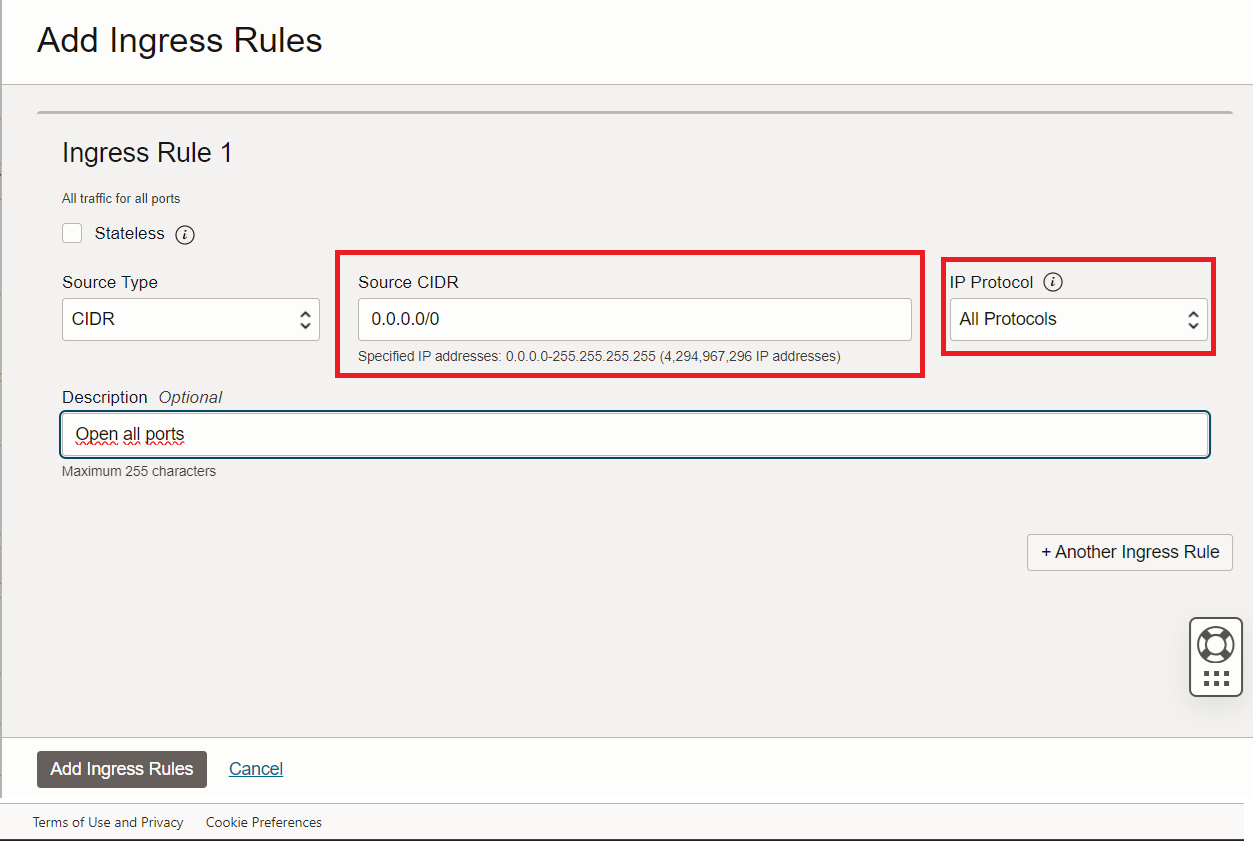 Add Ingress Rules
Ingress Rule 1
All traffic for all ports
Stateless
Source Type
Source CIDR
IP Protocol
CIDR
0.0.0.0/0
All Protocols
Specified IP addresses: 0.0.0.0-255.255.255.255 (4,294,967,296 IP addresses)
Description Optional
Open all ports
Maximum 255 characters
+ Another Ingress Rule
Add Ingress Rules Cancel
Terms of Use and Privacy Cookie Preferences